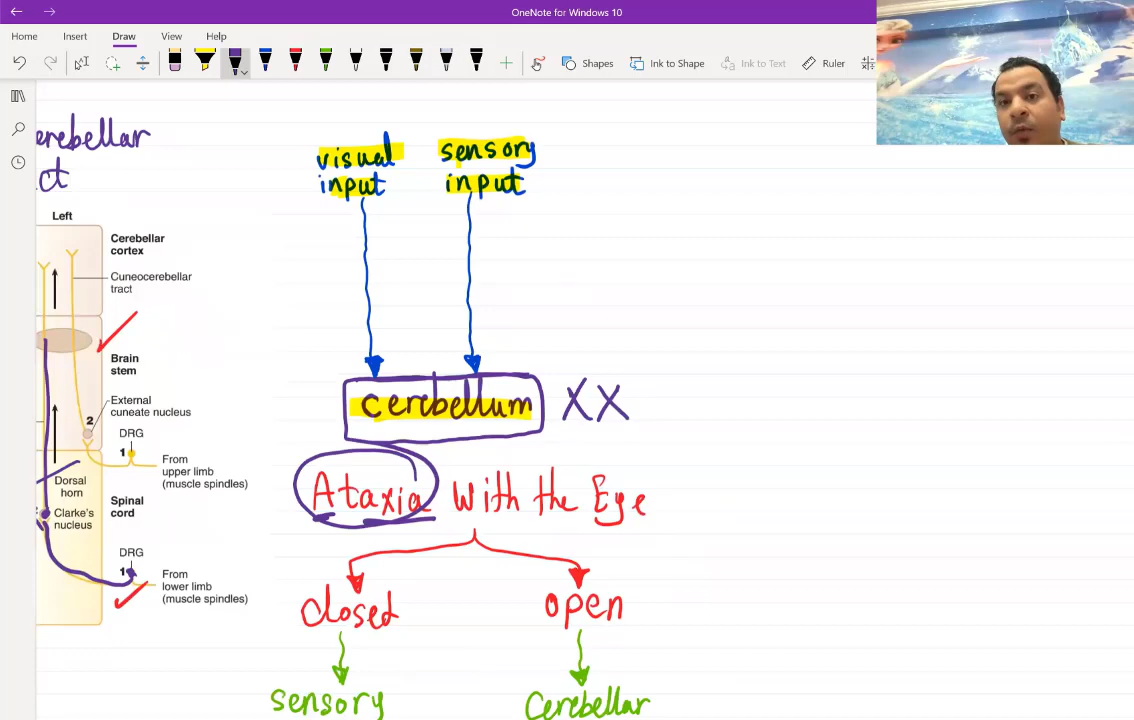 OneNote for Windows 10
Home Insert Draw View Help
Shapes Ink to Shape Ink to Text Ruler
erebellar
ct
visual sensory
input input
Left
Cerebellar
cortex
Cuneocerebellar
tract
Brain
stem
External
cuneate nucleus
2
DRG
1
From
upper limb
(muscle spindles)
Dorsal
horn
Spinal
cord
Clarke's
nucleus
DRG
1
From
lower limb
(muscle spindles)
cerebellum XX
Ataxia With the Eye
closed open
sensory Cerebellar